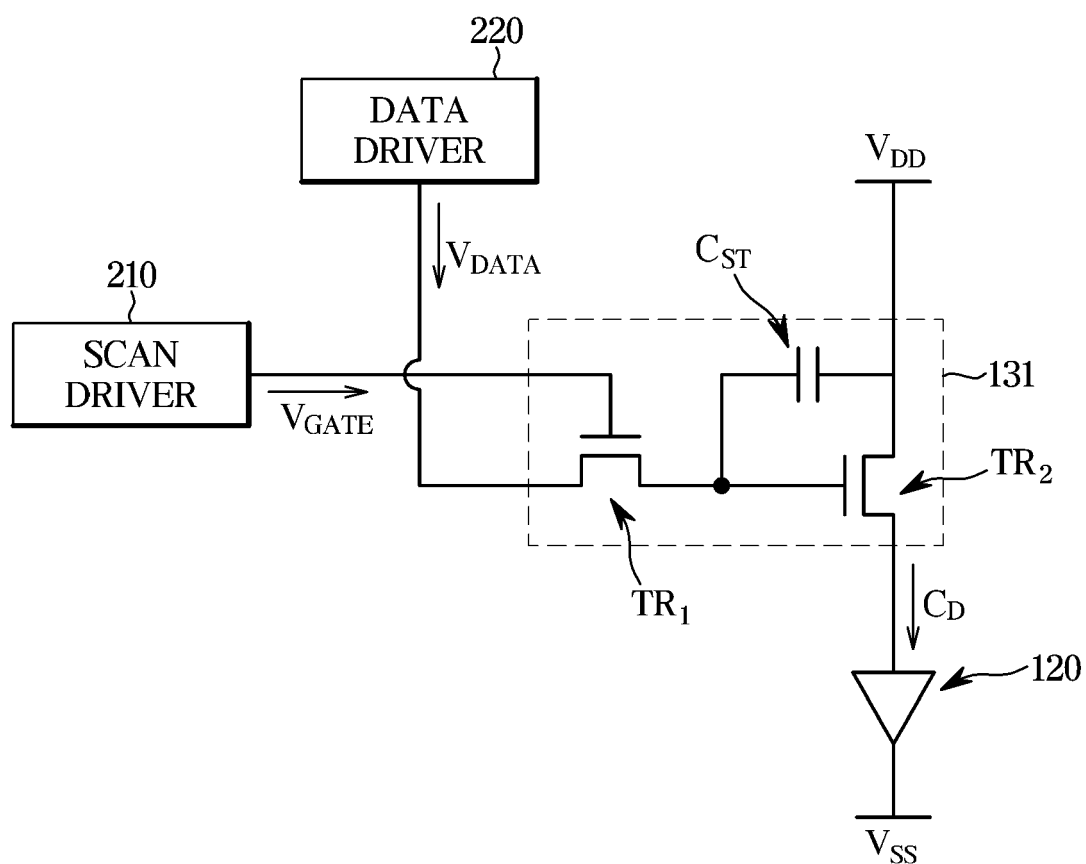 220
DATA
DRIVER
V_DD
V_DATA
C_ST
210
SCAN
DRIVER
V_GATE
131
TR_2
TR_1
C_D
120
V_SS